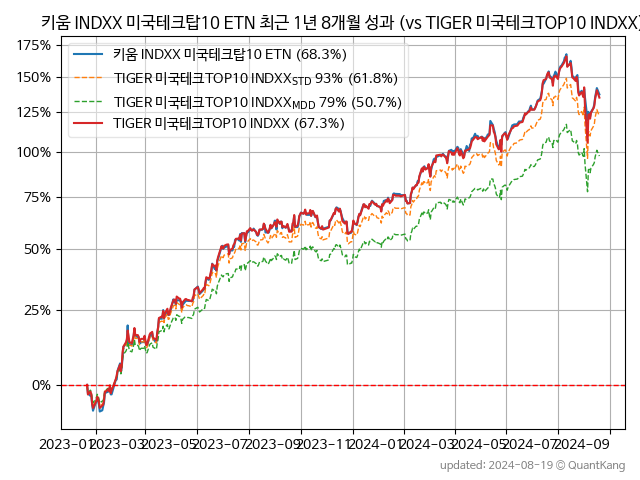 키움 INDXX 미국테크탑10 ETN 최근 1년 8개월 성과 (vs TIGER 미국테크TOP10 INDXX)
175%
150%
125%
100%
75%
50%
25%
0%
키움 INDXX 미국테크탑10 ETN (68.3%)
TIGER 미국테크TOP10 INDXX STD 93% (61.8%)
TIGER 미국테크TOP10 INDXX MDD 79% (50.7%)
TIGER 미국테크TOP10 INDXX (67.3%)
2023-01 2023-03 2023-05 2023-07 2023-09 2023-11 2024-01 2024-03 2024-05 2024-07 2024-09
updated: 2024-08-19 © QuantKang